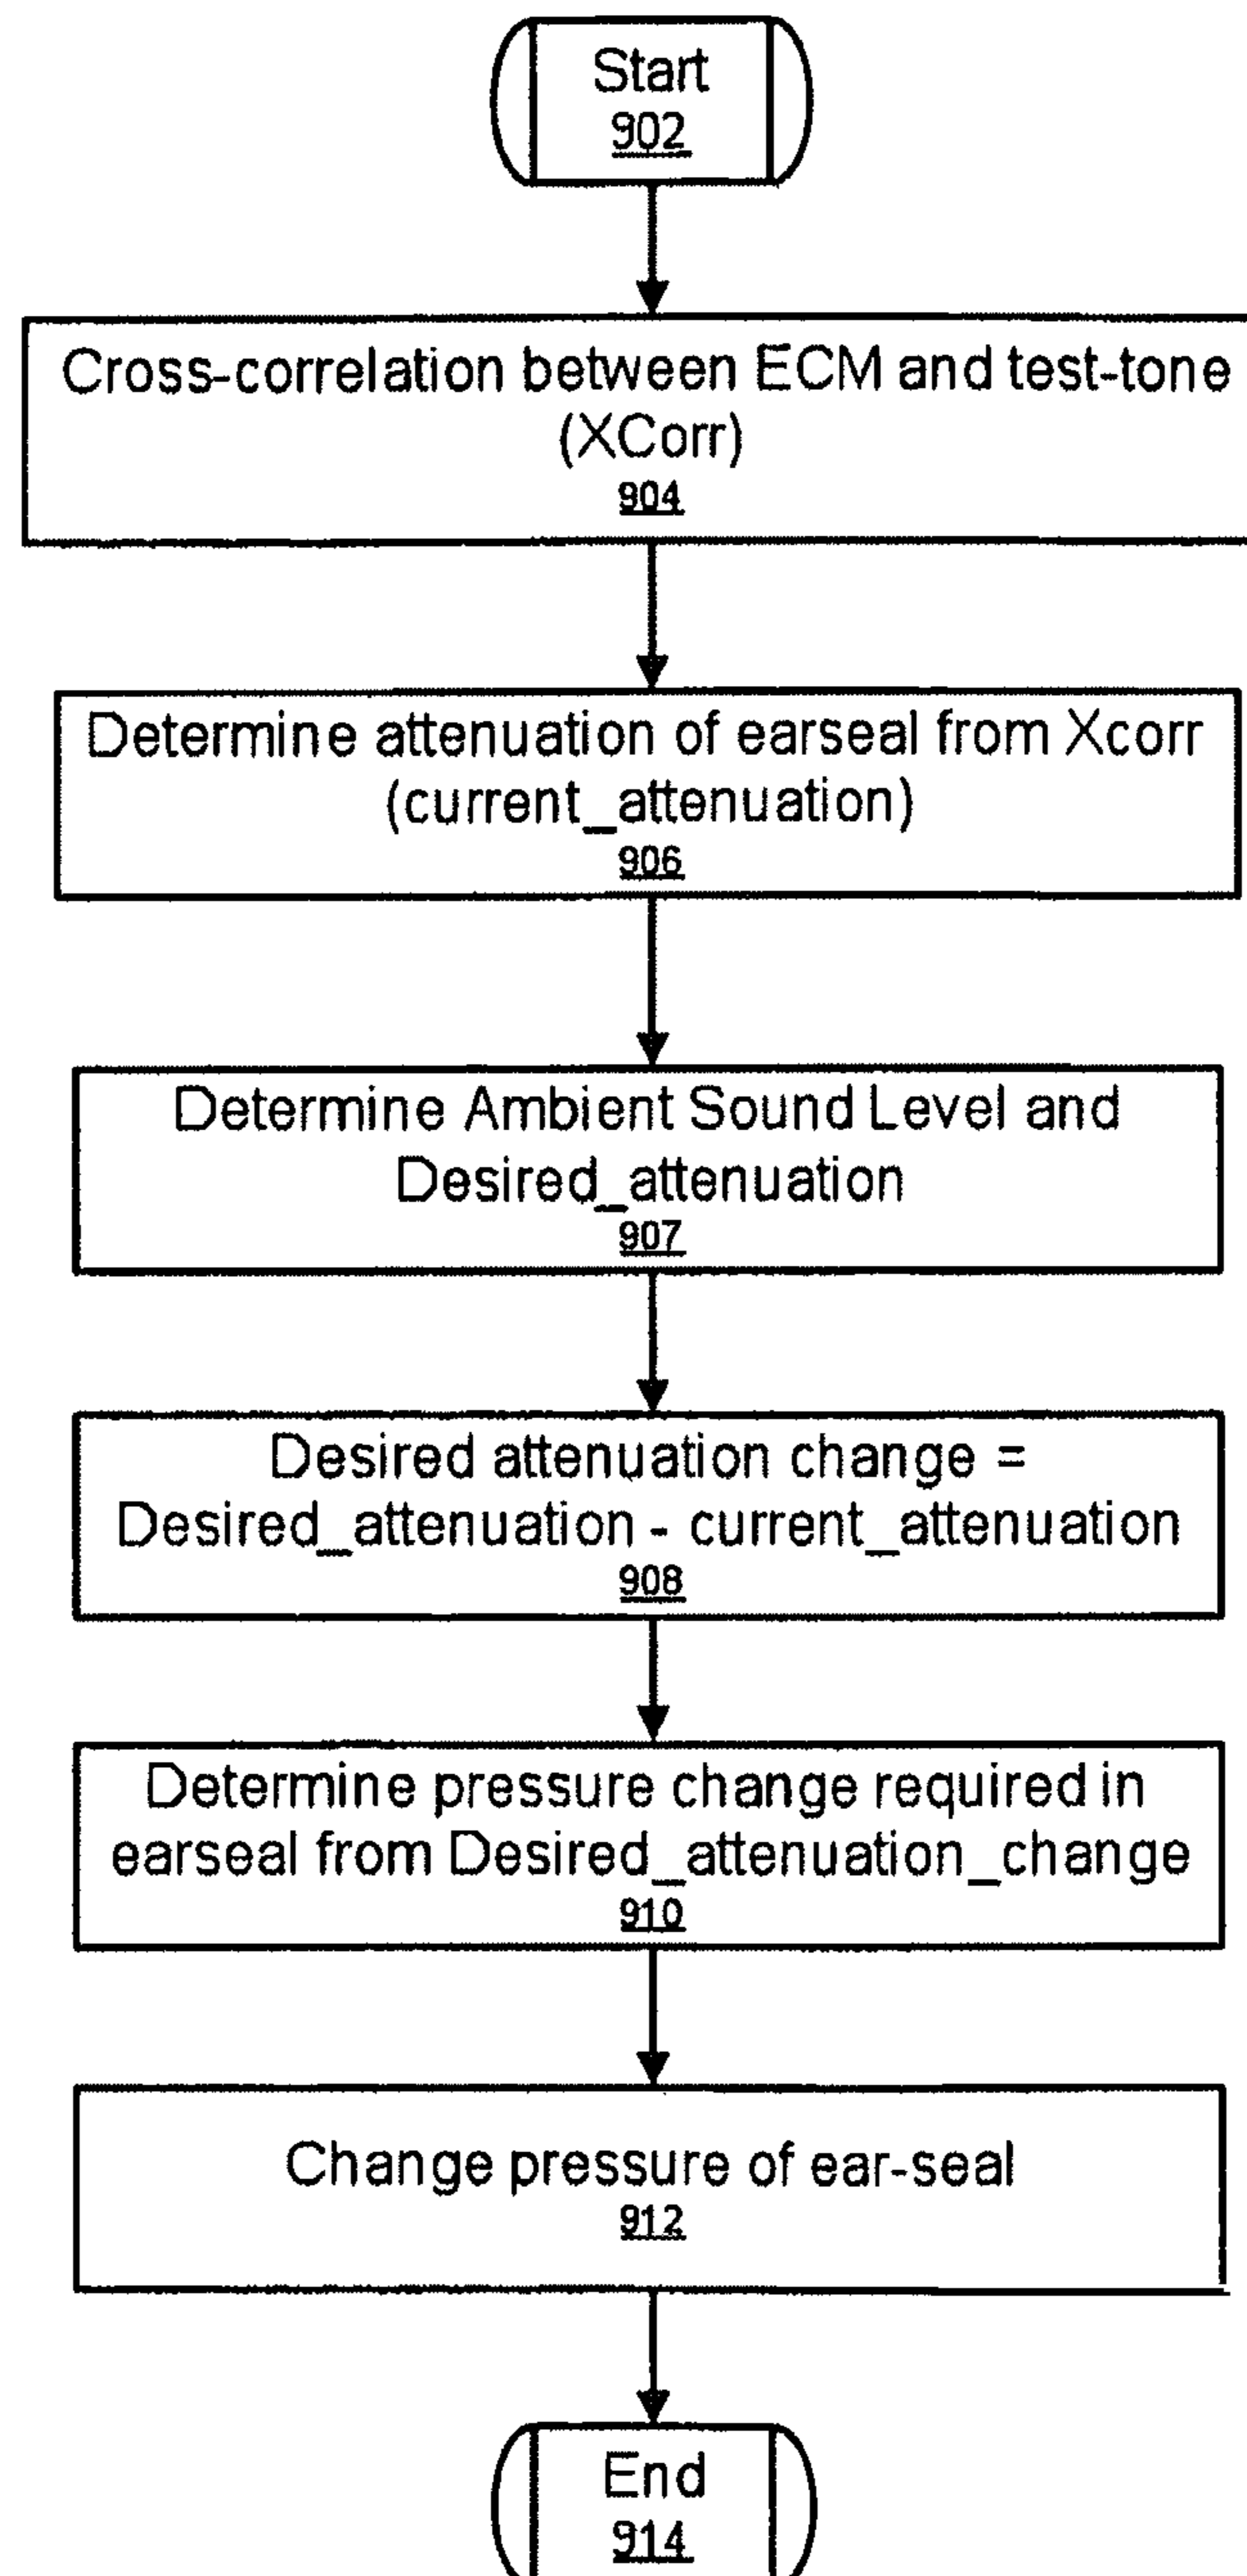 Start
902
Cross-correlation between ECM and test-tone
(XCorr)
904
Determine attenuation of earseal from Xcorr
(current_attenuation)
906
Determine Ambient Sound Level and
Desired_attenuation
907
Desired attenuation change =
Desired_attenuation - current_attenuation
908
Determine pressure change required in
earseal from Desired_attenuation_change
910
Change pressure of ear-seal
912
End
914